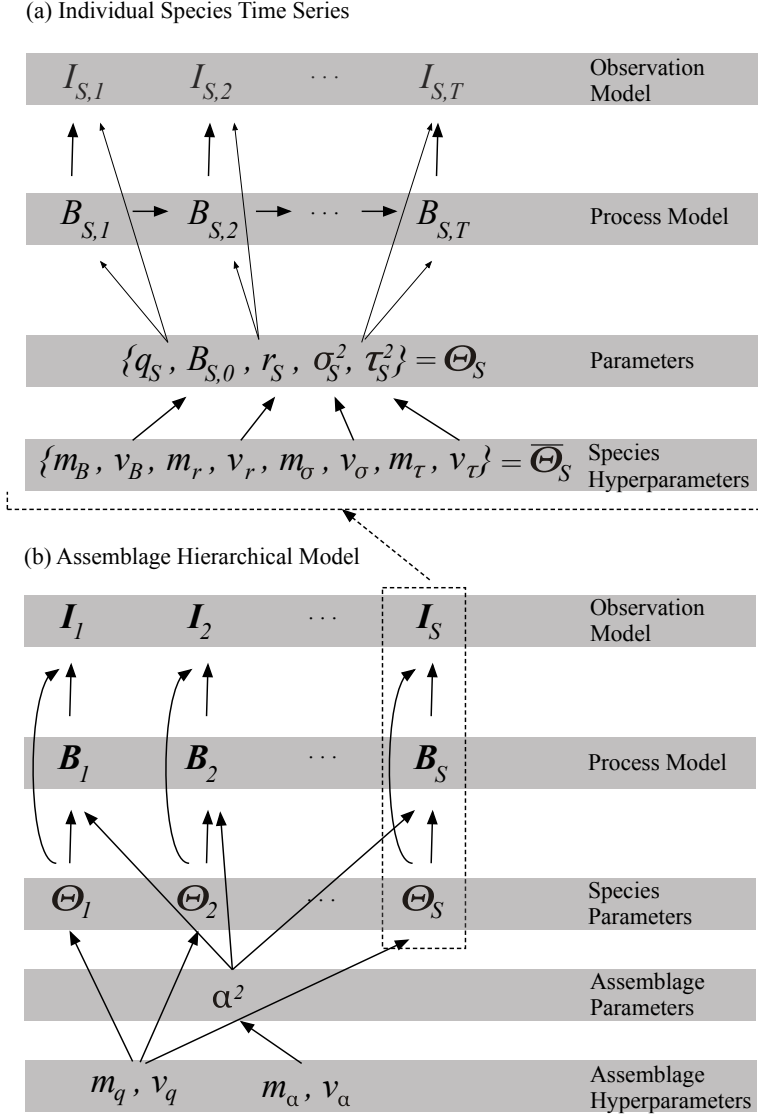 (a) Individual Species Time Series
I_{S,1} I_{S,2} · · · I_{S,T} Observation Model
B_{S,1} B_{S,2} · · · B_{S,T} Process Model
{q_S , B_{S,0} , r_S , σ_S^2, τ_S^2} = Θ_S Parameters
{m_B , v_B , m_r , v_r , m_σ , v_σ , m_τ , v_τ} = \overline{Θ}_S Species Hyperparameters
(b) Assemblage Hierarchical Model
I_1 I_2 · · · I_S Observation Model
B_1 B_2 · · · B_S Process Model
Θ_1 Θ_2 · · · Θ_S Species Parameters
α^2 Assemblage Parameters
m_q , v_q m_α , v_α Assemblage Hyperparameters